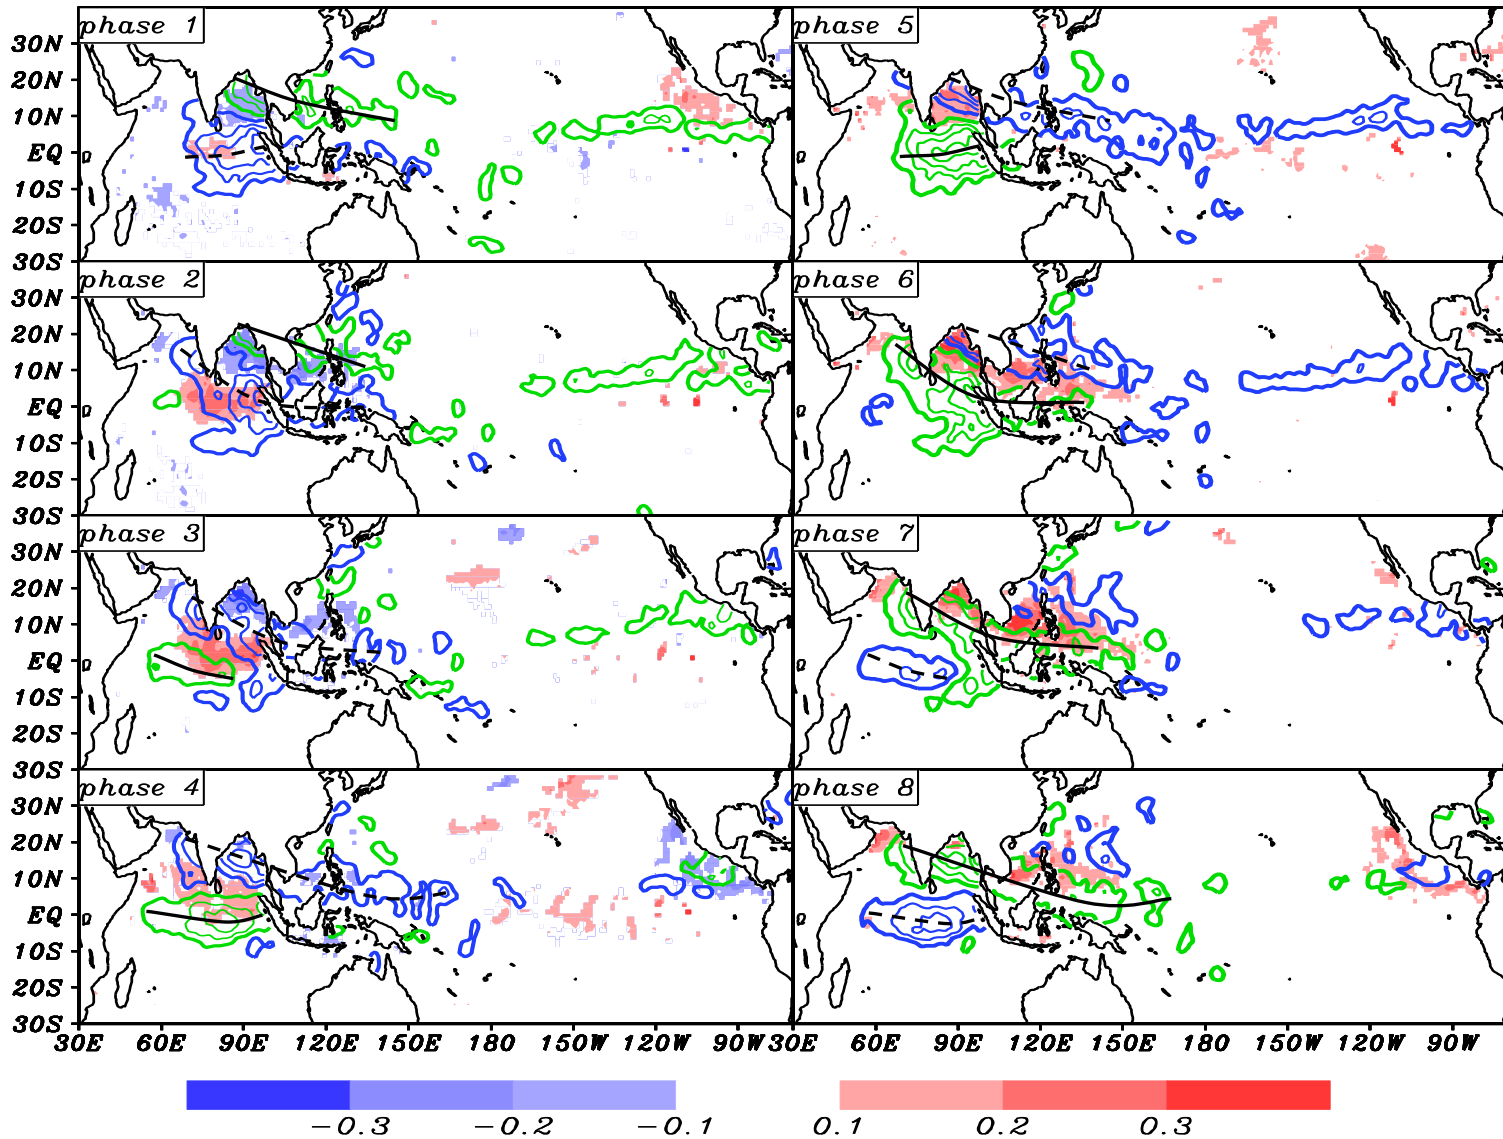 phase 1
phase 5
30N
20N
10N
EQ
10S
20S
30S
phase 2
phase 6
30N
20N
10N
EQ
10S
20S
30S
phase 3
phase 7
30N
20N
10N
EQ
10S
20S
30S
phase 4
phase 8
30N
20N
10N
EQ
10S
20S
30S
30E 60E 90E 120E 150E 180 150W 120W 90W 30E 60E 90E 120E 150E 180 150W 120W 90W
-0.3 -0.2 -0.1 0.1 0.2 0.3